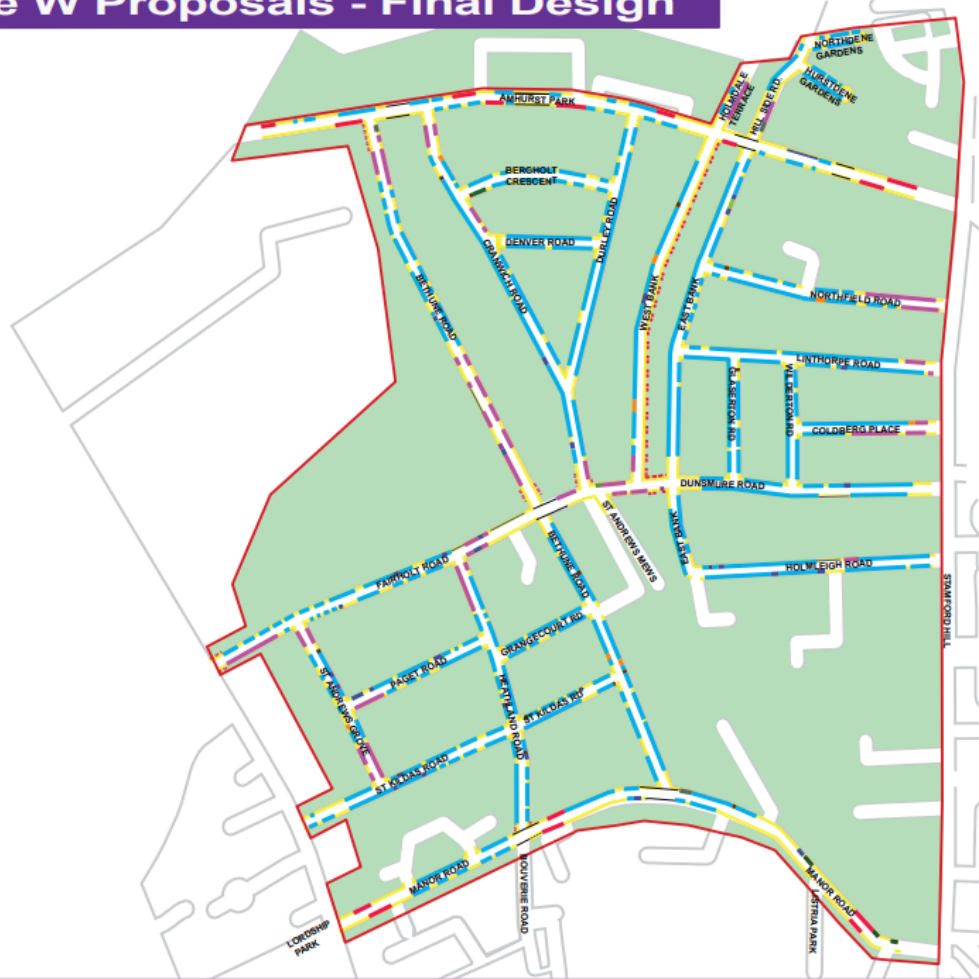 e W Proposals - Final Design
NORTHDENE
GARDENS
HURSTDENE
GARDENS
HOLMDALE
TERRACE
HILL SIDE RD.
AMHURST PARK
BERGHOLT
CRESCENT
DURLEY ROAD
DENVER ROAD
CRANWICH ROAD
BETHUNE ROAD
WEST BANK
EAST BANK
NORTHFIELD ROAD
LINTHORPE ROAD
GLASERTON RD
WILDERTON RD
COLDBERG PLACE
DUNSMURE ROAD
ST ANDREWS MEWS
EAST BANK
BETHUNE ROAD
HOLMLEIGH ROAD
FAIRHOLT ROAD
STAMFORD HILL
GRANGECOURT RD
PAGET ROAD
ST ANDREWS GROVE
HEATHLAND ROAD
ST KILDAS RD
ST KILDAS ROAD
MANOR ROAD
BOUVERIE ROAD
MANOR ROAD
LISTRIA PARK
LORDSHIP
PARK